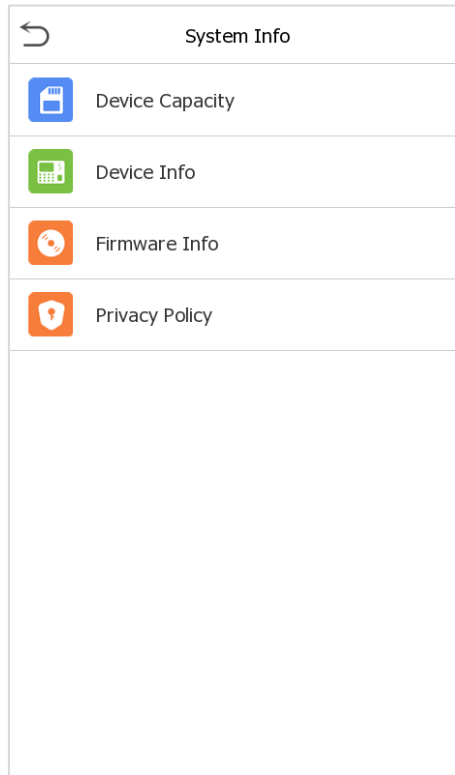 System Info
Device Capacity
Device Info
Firmware Info
Privacy Policy